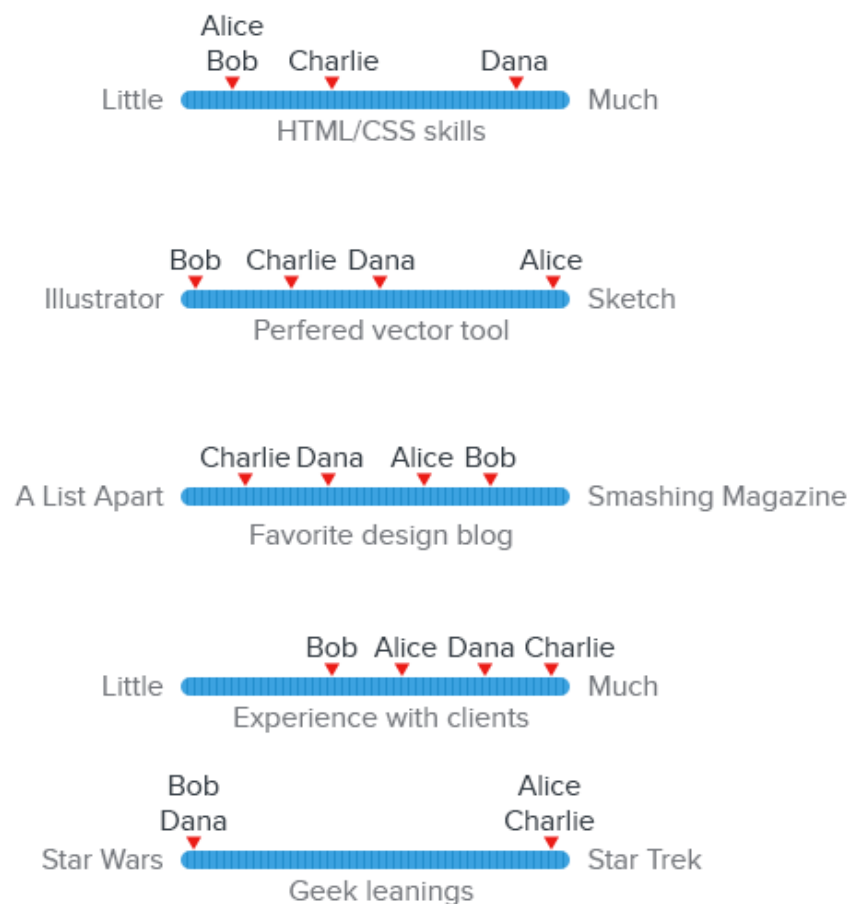 Alice
Bob Charlie Dana
Little Much
HTML/CSS skills
Bob Charlie Dana Alice
Illustrator Sketch
Perfered vector tool
Charlie Dana Alice Bob
A List Apart Smashing Magazine
Favorite design blog
Bob Alice Dana Charlie
Little Much
Experience with clients
Bob Alice
Dana Charlie
Star Wars Star Trek
Geek leanings